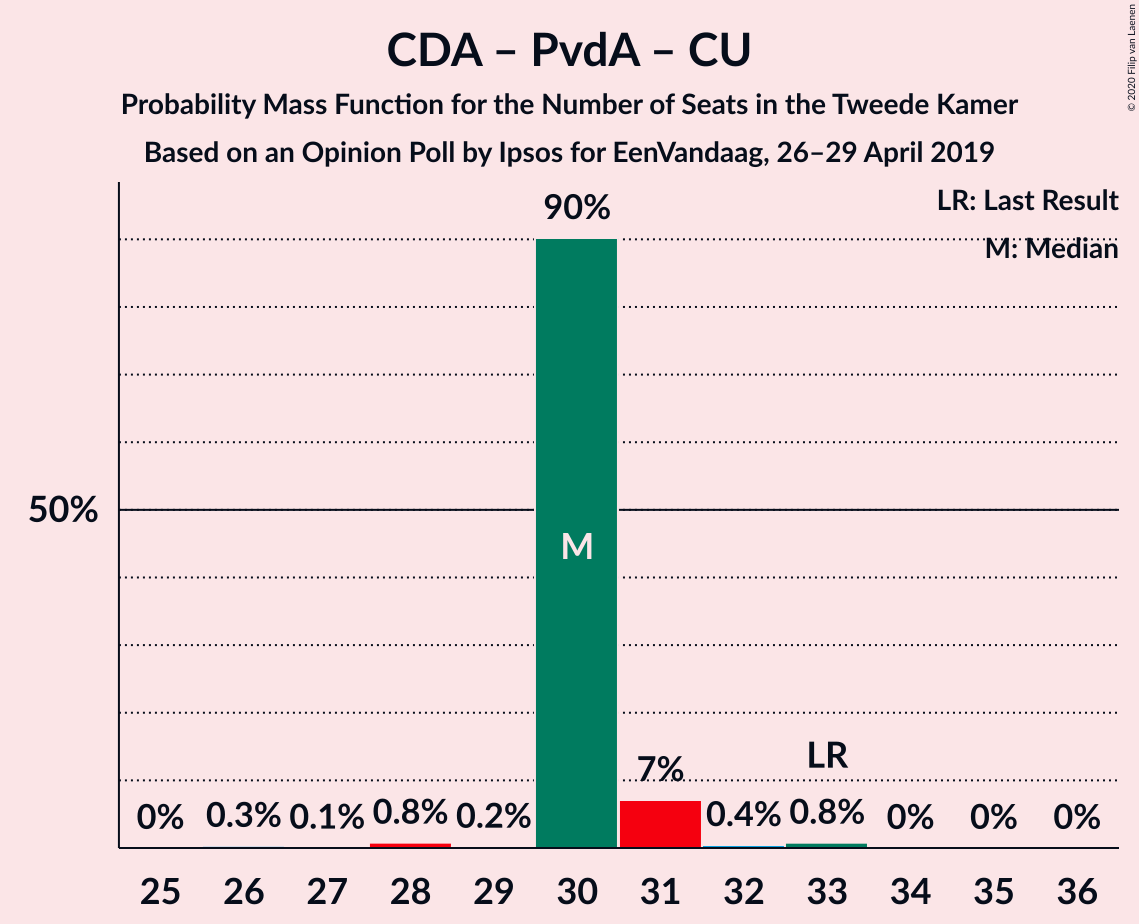 CDA – PvdA – CU
Probability Mass Function for the Number of Seats in the Tweede Kamer
Based on an Opinion Poll by Ipsos for EenVandaag, 26–29 April 2019
© 2020 Filip van Laenen
LR: Last Result
M: Median
90%
50%
M
LR
0% 0.3% 0.1% 0.8% 0.2% 7% 0.4% 0.8% 0% 0% 0%
25 26 27 28 29 30 31 32 33 34 35 36